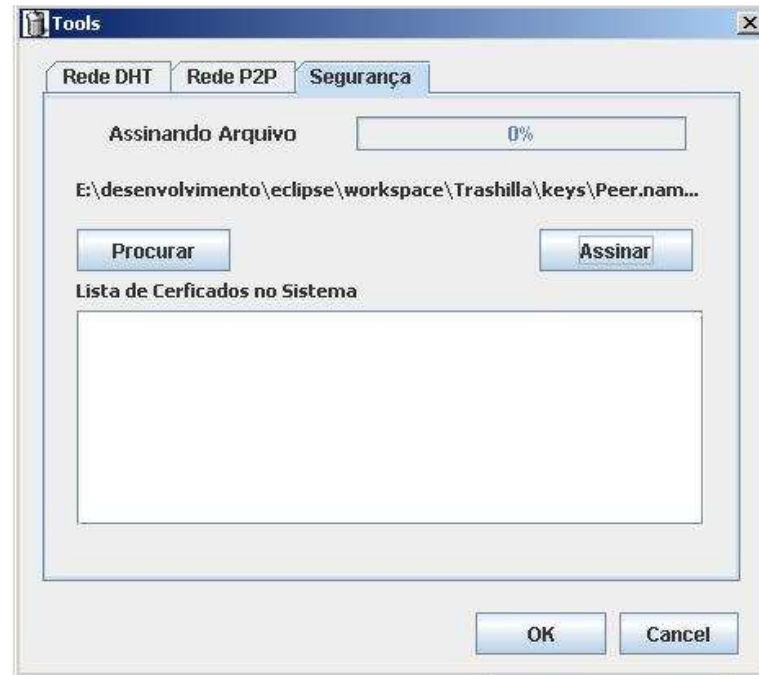 Tools
Rede DHT Rede P2P Segurança
Assinando Arquivo 0%
E:\desenvolvimento\eclipse\workspace\Trashilla\keys\Peer.nam...
Procurar Assinar
Lista de Cerficados no Sistema
OK Cancel